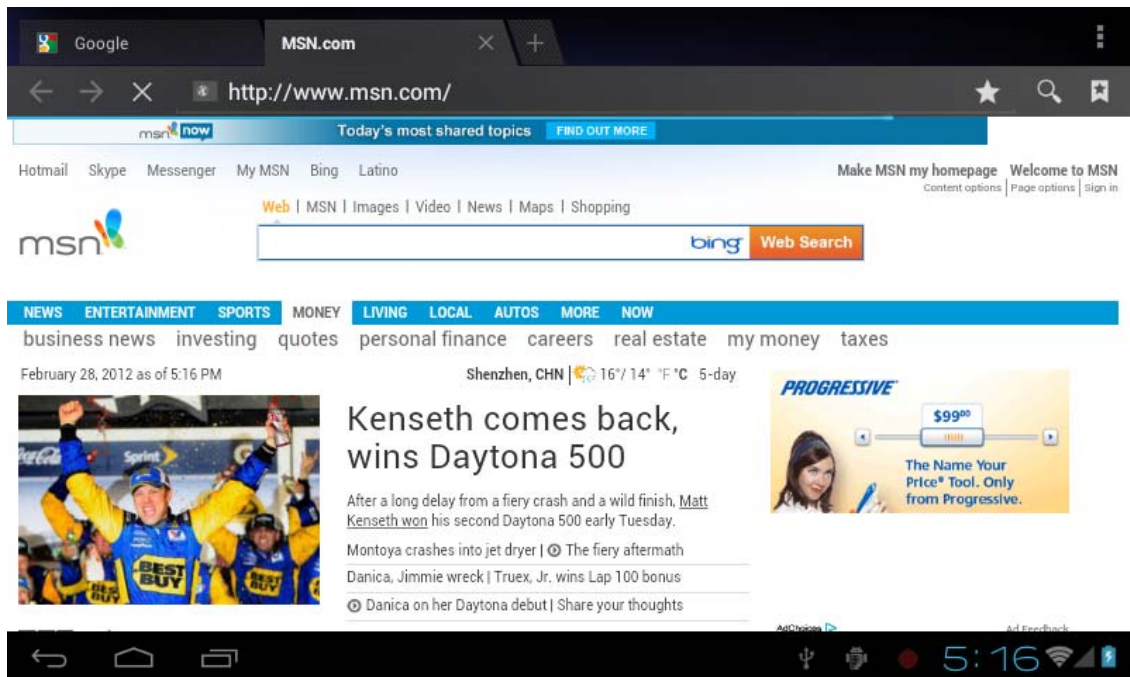 Google
MSN.com
http://www.msn.com/
msn now Today's most shared topics FIND OUT MORE
Hotmail Skype Messenger My MSN Bing Latino
Make MSN my homepage Welcome to MSN
Content options | Page options | Sign in
Web | MSN | Images | Video | News | Maps | Shopping
msn
bing Web Search
NEWS ENTERTAINMENT SPORTS MONEY LIVING LOCAL AUTOS MORE NOW
business news investing quotes personal finance careers real estate my money taxes
February 28, 2012 as of 5:16 PM
Shenzhen, CHN | 16°/ 14° °F °C 5-day
Coca-Cola
Sprint
BEST BUY
BEST BUY
Kenseth comes back,
wins Daytona 500
After a long delay from a fiery crash and a wild finish, Matt
Kenseth won his second Daytona 500 early Tuesday.
Montoya crashes into jet dryer | The fiery aftermath
Danica, Jimmie wreck | Truex, Jr. wins Lap 100 bonus
Danica on her Daytona debut | Share your thoughts
PROGRESSIVE
$99⁰⁰
The Name Your
Price® Tool. Only
from Progressive.
AdChoices
Ad Feedback
5:16